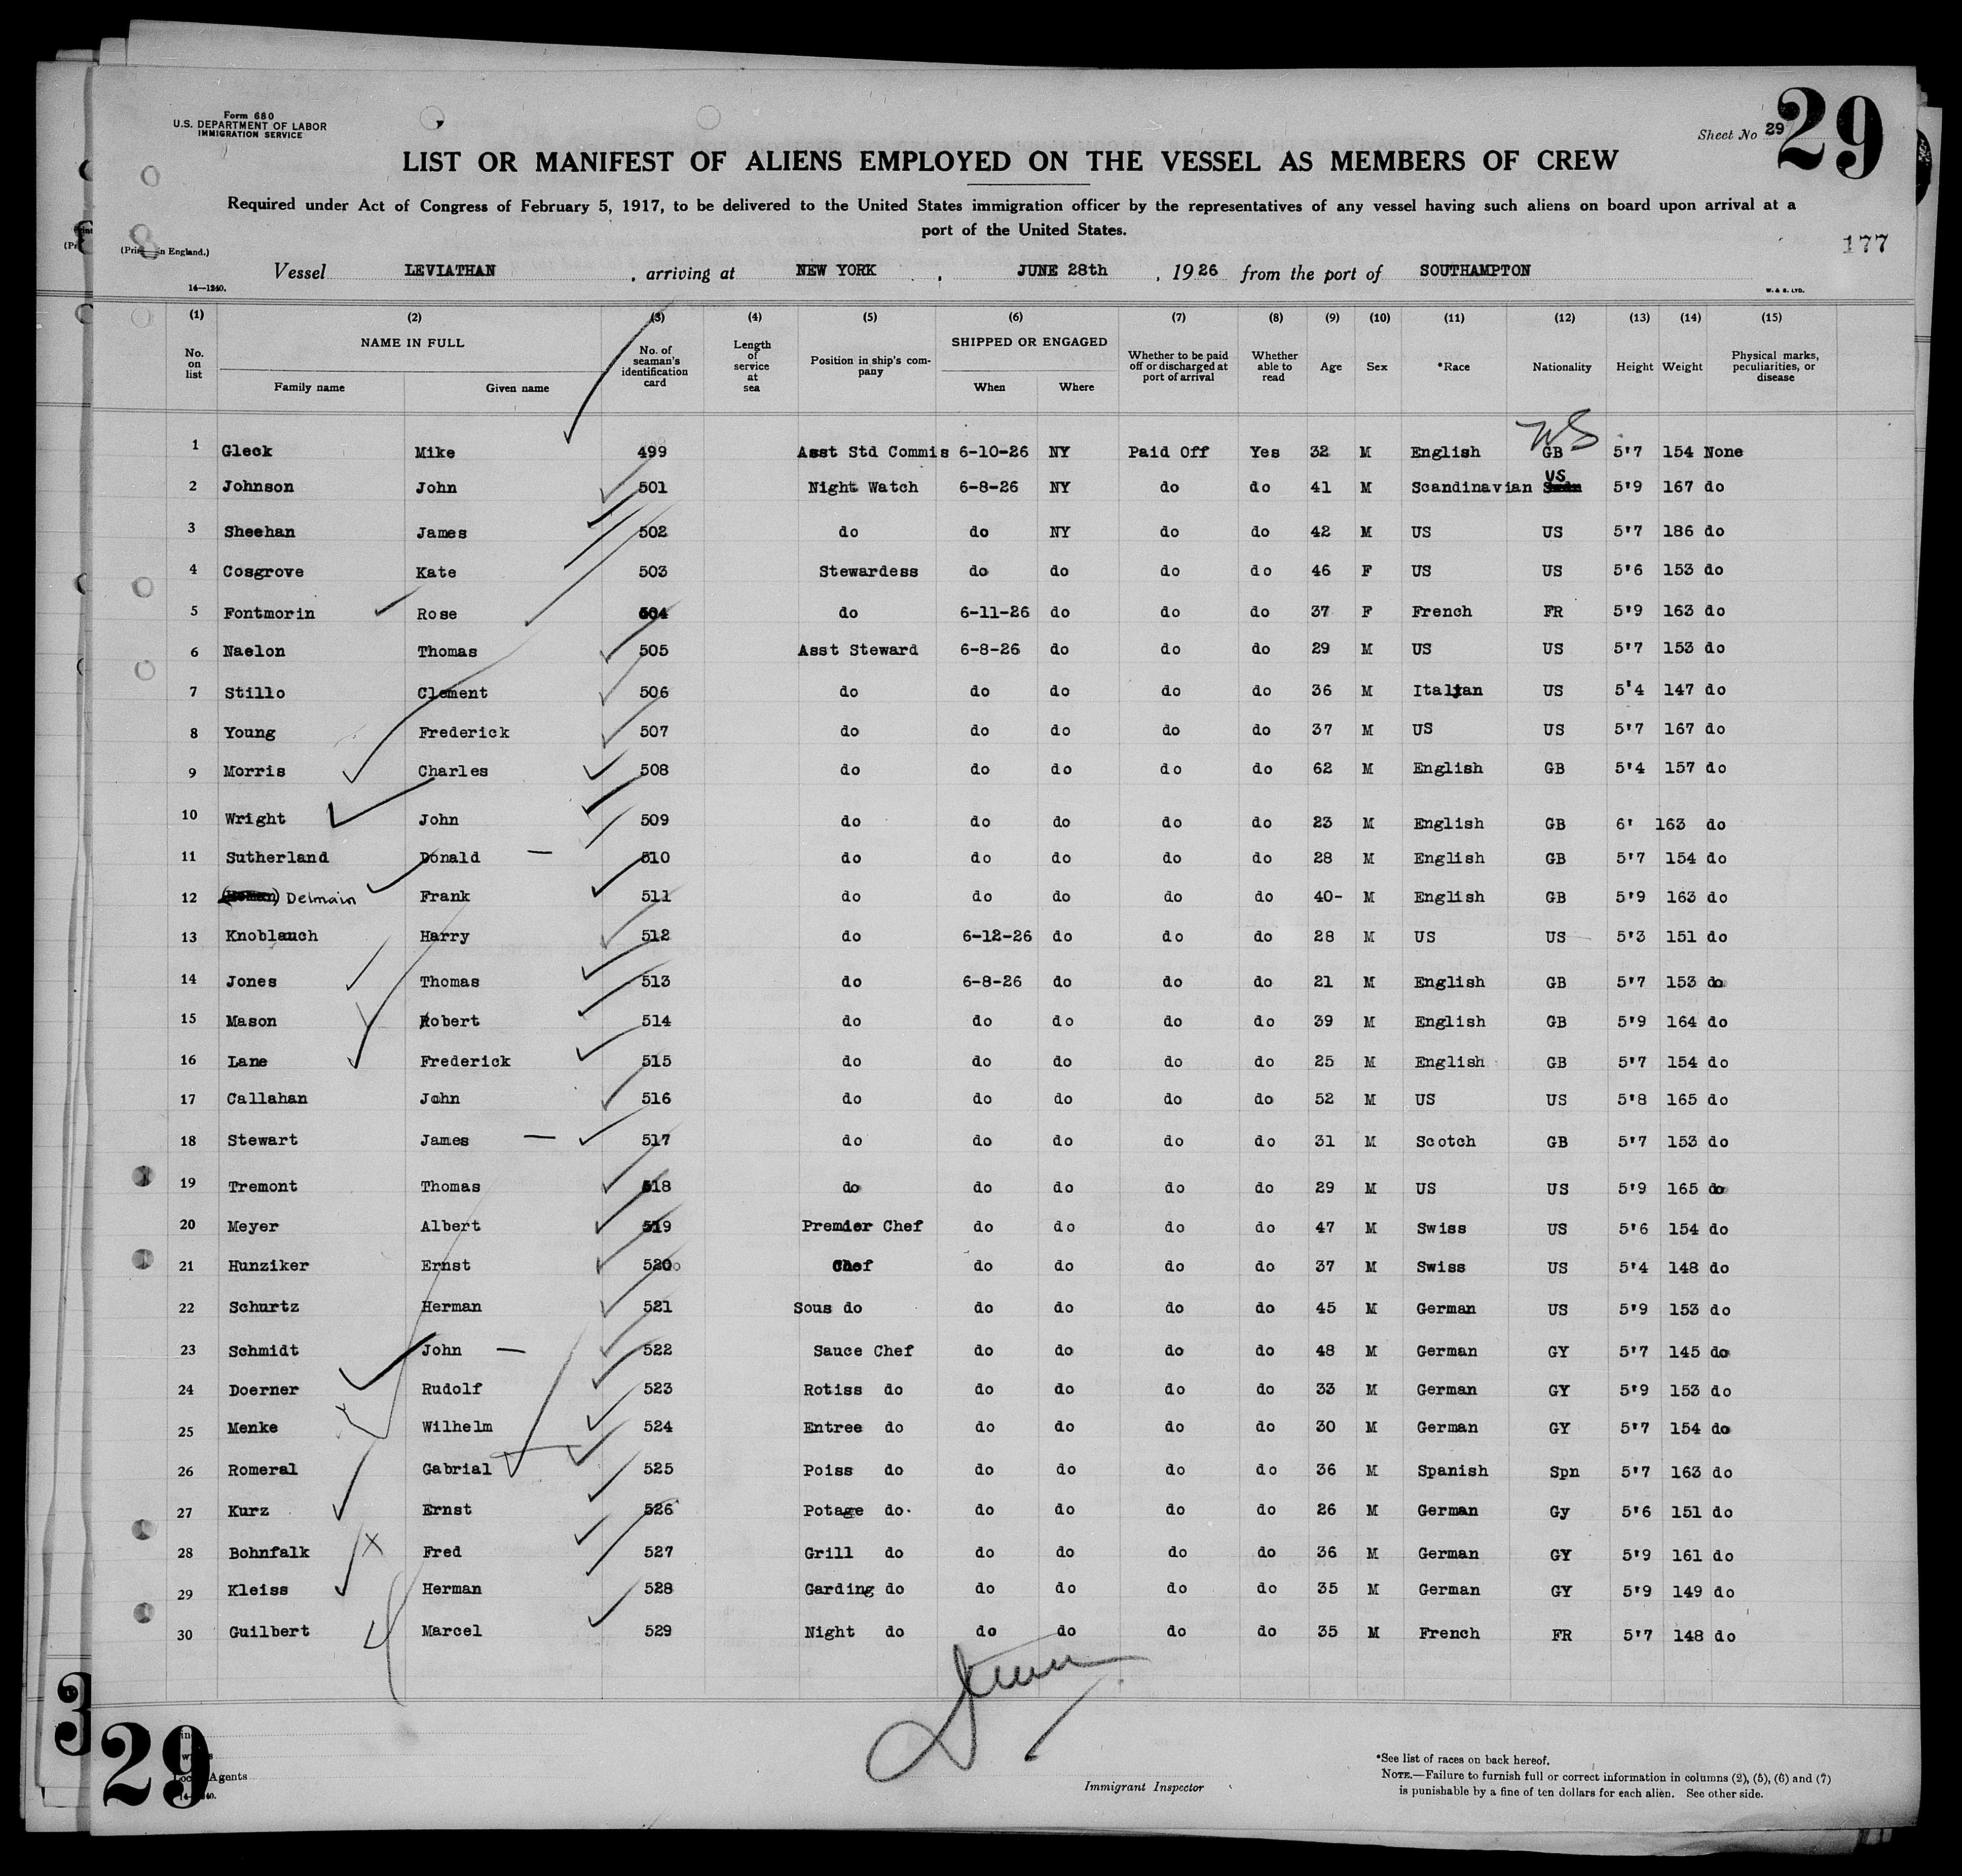 Form 680
U.S. DEPARTMENT OF LABOR
IMMIGRATION SERVICE
Sheet No 29
29
LIST OR MANIFEST OF ALIENS EMPLOYED ON THE VESSEL AS MEMBERS OF CREW
Required under Act of Congress of February 5, 1917, to be delivered to the United States immigration officer by the representatives of any vessel having such aliens on board upon arrival at a
port of the United States.
177
in England.)
Vessel LEVIATHAN , arriving at NEW YORK , JUNE 28th , 1926 from the port of SOUTHAMPTON
14—1240.
W. & S. LTD.
(1) (2) (3) (4) (5) (6) (7) (8) (9) (10) (11) (12) (13) (14) (15)
No. on list NAME IN FULL Family name Given name No. of seaman's identification card Length of service at sea Position in ship's company SHIPPED OR ENGAGED When Where Whether to be paid off or discharged at port of arrival Whether able to read Age Sex *Race Nationality Height Weight Physical marks, peculiarities, or disease
1 Gleck Mike 499 Asst Std Commis 6-10-26 NY Paid Off Yes 32 M English GB 5'7 154 None
2 Johnson John 501 Night Watch 6-8-26 NY do do 41 M Scandinavian US 5'9 167 do
3 Sheehan James 502 do do NY do do 42 M US US 5'7 186 do
4 Cosgrove Kate 503 Stewardess do do do do 46 F US US 5'6 153 do
5 Fontmorin Rose 504 do 6-11-26 do do do 37 F French FR 5'9 163 do
6 Naelon Thomas 505 Asst Steward 6-8-26 do do do 29 M US US 5'7 153 do
7 Stillo Clement 506 do do do do do 36 M Italian US 5'4 147 do
8 Young Frederick 507 do do do do do 37 M US US 5'7 167 do
9 Morris Charles 508 do do do do do 62 M English GB 5'4 157 do
10 Wright John 509 do do do do do 23 M English GB 6' 163 do
11 Sutherland Donald — 510 do do do do do 28 M English GB 5'7 154 do
12 Delmain Frank 511 do do do do do 40- M English GB 5'9 163 do
13 Knoblauch Harry 512 do 6-12-26 do do do 28 M US US 5'3 151 do
14 Jones Thomas 513 do 6-8-26 do do do 21 M English GB 5'7 153 do
15 Mason Robert 514 do do do do do 39 M English GB 5'9 164 do
16 Lane Frederick 515 do do do do do 25 M English GB 5'7 154 do
17 Callahan John 516 do do do do do 52 M US US 5'8 165 do
18 Stewart James — 517 do do do do do 31 M Scotch GB 5'7 153 do
19 Tremont Thomas 518 do do do do do 29 M US US 5'9 165 do
20 Meyer Albert 519 Premier Chef do do do do 47 M Swiss US 5'6 154 do
21 Hunziker Ernst 520 Chef do do do do 37 M Swiss US 5'4 148 do
22 Schurtz Herman 521 Sous do do do do do 45 M German US 5'9 153 do
23 Schmidt John — 522 Sauce Chef do do do do 48 M German GY 5'7 145 do
24 Doerner Rudolf 523 Rotiss do do do do do 33 M German GY 5'9 153 do
25 Menke Wilhelm 524 Entree do do do do do 30 M German GY 5'7 154 do
26 Romeral Gabrial 525 Poiss do do do do do 36 M Spanish Spn 5'7 163 do
27 Kurz Ernst 526 Potage do do do do do 26 M German Gy 5'6 151 do
28 Bohnfalk Fred 527 Grill do do do do do 36 M German GY 5'9 161 do
29 Kleiss Herman 528 Garding do do do do do 35 M German GY 5'9 149 do
30 Guilbert Marcel 529 Night do do do do do 35 M French FR 5'7 148 do
3
29
Agents
Immigrant Inspector
*See list of races on back hereof.
NOTE.—Failure to furnish full or correct information in columns (2), (5), (6) and (7)
is punishable by a fine of ten dollars for each alien. See other side.